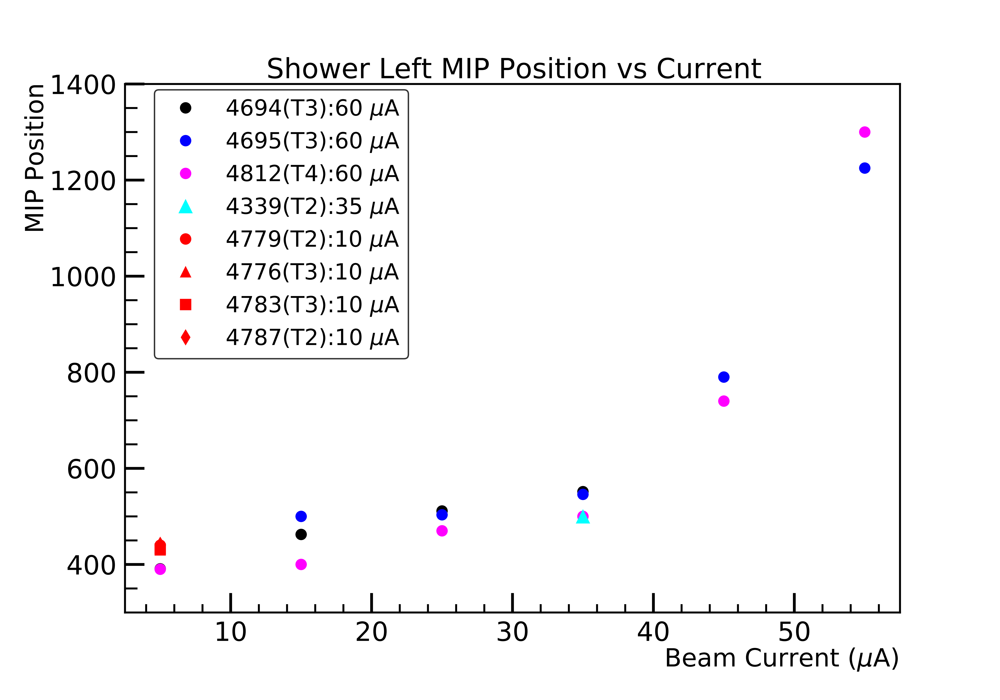 Shower Left MIP Position vs Current
MIP Position
1400
1200
1000
800
600
400
4694(T3):60 μA
4695(T3):60 μA
4812(T4):60 μA
4339(T2):35 μA
4779(T2):10 μA
4776(T3):10 μA
4783(T3):10 μA
4787(T2):10 μA
10 20 30 40 50
Beam Current (μA)